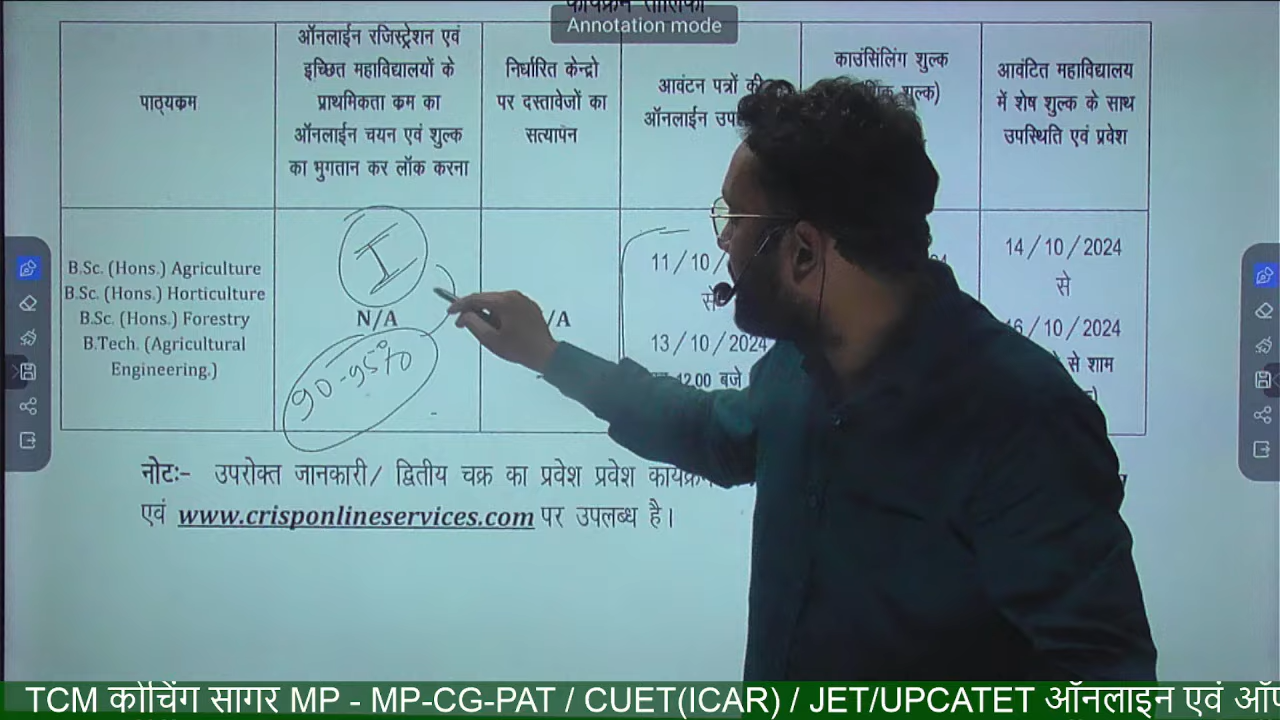 कार्यक्रम तालिका
Annotation mode
पाठ्यक्रम
ऑनलाईन रजिस्ट्रेशन एवं
इच्छित महाविद्यालयों के
प्राथमिकता क्रम का
ऑनलाईन चयन एवं शुल्क
का भुगतान कर लॉक करना
निर्धारित केन्द्रो
पर दस्तावेजों का
सत्यापन
आवंटन पत्रों की
ऑनलाईन
काउंसिंलिंग शुल्क
शुल्क)
आवंटित महाविद्यालय
में शेष शुल्क के साथ
उपस्थिति एवं प्रवेश
B.Sc. (Hons.) Agriculture
B.Sc. (Hons.) Horticulture
B.Sc. (Hons.) Forestry
B.Tech. (Agricultural
Engineering.)
I
N/A
90-95%
/A
11/10/
से
13/10/2024
12.00 बजे
14/10/2024
से
16/10/2024
से शाम
नोटः- उपरोक्त जानकारी/ द्वितीय चक्र का प्रवेश प्रवेश कार्यक्रम
एवं www.crisponlineservices.com पर उपलब्ध है।
TCM कोचिंग सागर MP - MP-CG-PAT / CUET(ICAR) / JET/UPCATET ऑनलाइन एवं